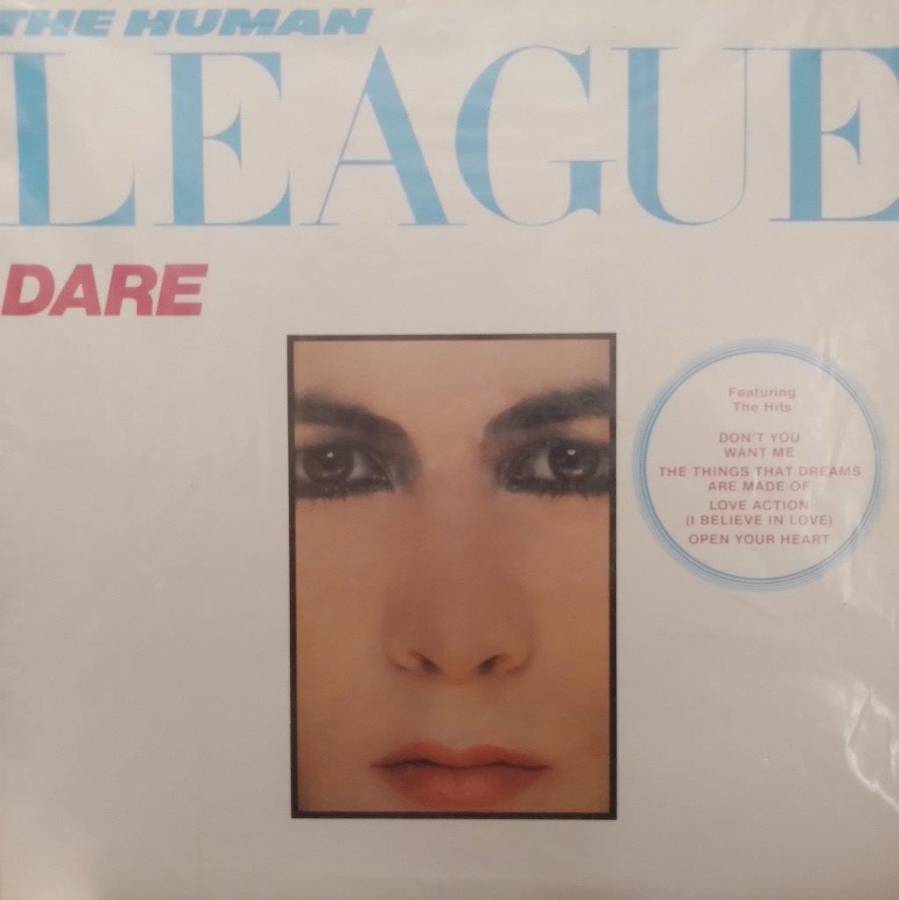 THE HUMAN
LEAGUE
DARE
Featuring
The Hits
DON'T YOU
WANT ME
THE THINGS THAT DREAMS
ARE MADE OF
LOVE ACTION
(I BELIEVE IN LOVE)
OPEN YOUR HEART